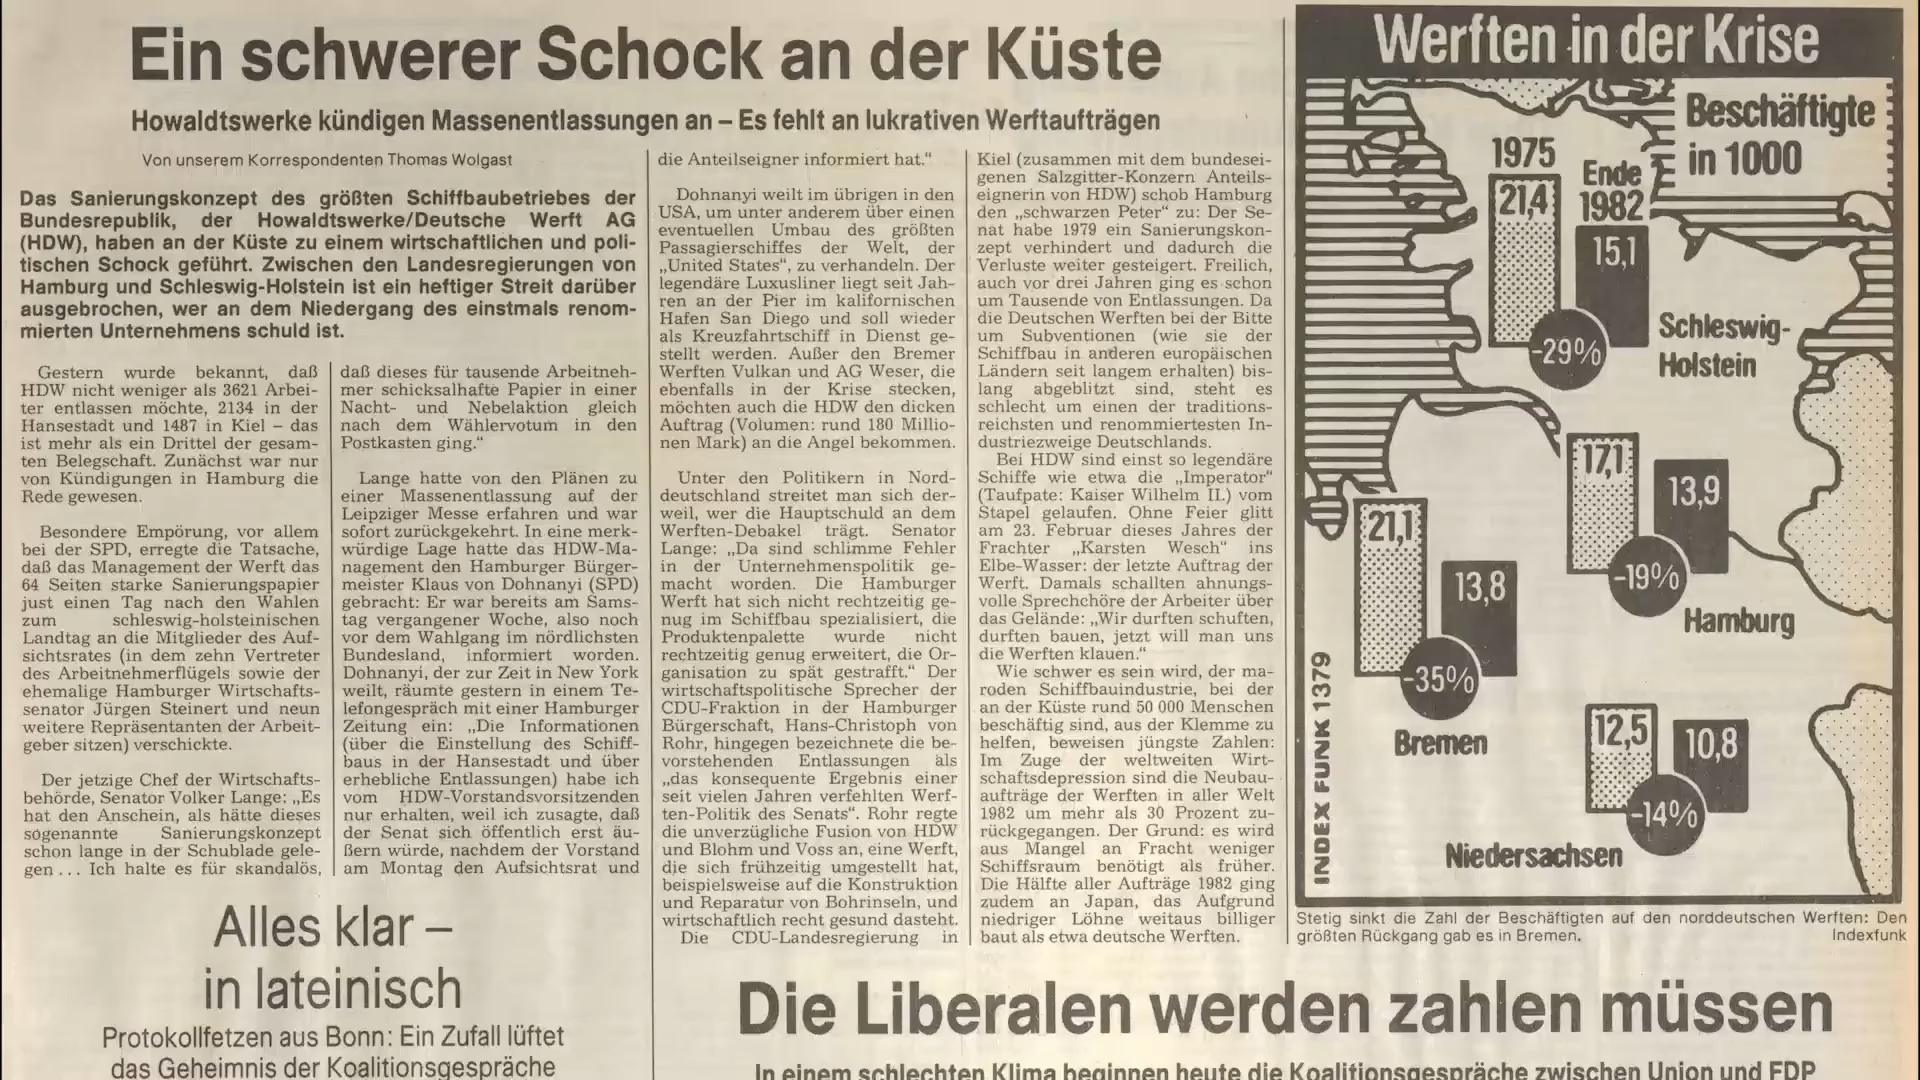 Ein schwerer Schock an der Küste
Howaldtswerke kündigen Massenentlassungen an – Es fehlt an lukrativen Werftaufträgen
Von unserem Korrespondenten Thomas Wolgast
Das Sanierungskonzept des größten Schiffbaubetriebes der
Bundesrepublik, der Howaldtswerke/Deutsche Werft AG
(HDW), haben an der Küste zu einem wirtschaftlichen und poli-
tischen Schock geführt. Zwischen den Landesregierungen von
Hamburg und Schleswig-Holstein ist ein heftiger Streit darüber
ausgebrochen, wer an dem Niedergang des einstmals renom-
mierten Unternehmens schuld ist.
Gestern wurde bekannt, daß
HDW nicht weniger als 3621 Arbei-
ter entlassen möchte, 2134 in der
Hansestadt und 1487 in Kiel – das
ist mehr als ein Drittel der gesam-
ten Belegschaft. Zunächst war nur
von Kündigungen in Hamburg die
Rede gewesen.
Besondere Empörung, vor allem
bei der SPD, erregte die Tatsache,
daß das Management der Werft das
64 Seiten starke Sanierungspapier
just einen Tag nach den Wahlen
zum schleswig-holsteinischen
Landtag an die Mitglieder des Auf-
sichtsrates (in dem zehn Vertreter
des Arbeitnehmerflügels sowie der
ehemalige Hamburger Wirtschafts-
senator Jürgen Steinert und neun
weitere Repräsentanten der Arbeit-
geber sitzen) verschickte.
Der jetzige Chef der Wirtschafts-
behörde, Senator Volker Lange: „Es
hat den Anschein, als hätte dieses
sogenannte Sanierungskonzept
schon lange in der Schublade gele-
gen . . . Ich halte es für skandalös,
daß dieses für tausende Arbeitneh-
mer schicksalhafte Papier in einer
Nacht- und Nebelaktion gleich
nach dem Wählervotum in den
Postkasten ging.“
Lange hatte von den Plänen zu
einer Massenentlassung auf der
Leipziger Messe erfahren und war
sofort zurückgekehrt. In eine merk-
würdige Lage hatte das HDW-Ma-
nagement den Hamburger Bürger-
meister Klaus von Dohnanyi (SPD)
gebracht: Er war bereits am Sams-
tag vergangener Woche, also noch
vor dem Wahlgang im nördlichsten
Bundesland, informiert worden.
Dohnanyi, der zur Zeit in New York
weilt, räumte gestern in einem Te-
lefongespräch mit einer Hamburger
Zeitung ein: „Die Informationen
(über die Einstellung des Schiff-
baus in der Hansestadt und über
erhebliche Entlassungen) habe ich
vom HDW-Vorstandsvorsitzenden
nur erhalten, weil ich zusagte, daß
der Senat sich öffentlich erst äu-
ßern würde, nachdem der Vorstand
am Montag den Aufsichtsrat und
die Anteilseigner informiert hat.“
Dohnanyi weilt im übrigen in den
USA, um unter anderem über einen
eventuellen Umbau des größten
Passagierschiffes der Welt, der
„United States“, zu verhandeln. Der
legendäre Luxusliner liegt seit Jah-
ren an der Pier im kalifornischen
Hafen San Diego und soll wieder
als Kreuzfahrtschiff in Dienst ge-
stellt werden. Außer den Bremer
Werften Vulkan und AG Weser, die
ebenfalls in der Krise stecken,
möchten auch die HDW den dicken
Auftrag (Volumen: rund 180 Millio-
nen Mark) an die Angel bekommen.
Unter den Politikern in Nord-
deutschland streitet man sich der-
weil, wer die Hauptschuld an dem
Werften-Debakel trägt. Senator
Lange: „Da sind schlimme Fehler
in der Unternehmenspolitik ge-
macht worden. Die Hamburger
Werft hat sich nicht rechtzeitig ge-
nug im Schiffbau spezialisiert, die
Produktenpalette wurde nicht
rechtzeitig genug erweitert, die Or-
ganisation zu spät gestrafft.“ Der
wirtschaftspolitische Sprecher der
CDU-Fraktion in der Hamburger
Bürgerschaft, Hans-Christoph von
Rohr, hingegen bezeichnete die be-
vorstehenden Entlassungen als
„das konsequente Ergebnis einer
seit vielen Jahren verfehlten Werf-
ten-Politik des Senats“. Rohr regte
die unverzügliche Fusion von HDW
und Blohm und Voss an, eine Werft,
die sich frühzeitig umgestellt hat,
beispielsweise auf die Konstruktion
und Reparatur von Bohrinseln, und
wirtschaftlich recht gesund dasteht.
Die CDU-Landesregierung in
Kiel (zusammen mit dem bundesei-
genen Salzgitter-Konzern Anteils-
eignerin von HDW) schob Hamburg
den „schwarzen Peter“ zu: Der Se-
nat habe 1979 ein Sanierungskon-
zept verhindert und dadurch die
Verluste weiter gesteigert. Freilich,
auch vor drei Jahren ging es schon
um Tausende von Entlassungen. Da
die Deutschen Werften bei der Bitte
um Subventionen (wie sie der
Schiffbau in anderen europäischen
Ländern seit langem erhalten) bis-
lang abgeblitzt sind, steht es
schlecht um einen der traditions-
reichsten und renommiertesten In-
dustriezweige Deutschlands.
Bei HDW sind einst so legendäre
Schiffe wie etwa die „Imperator“
(Taufpate: Kaiser Wilhelm II.) vom
Stapel gelaufen. Ohne Feier glitt
am 23. Februar dieses Jahres der
Frachter „Karsten Wesch“ ins
Elbe-Wasser: der letzte Auftrag der
Werft. Damals schallten ahnungs-
volle Sprechchöre der Arbeiter über
das Gelände: „Wir durften schuften,
durften bauen, jetzt will man uns
die Werften klauen.“
Wie schwer es sein wird, der ma-
roden Schiffbauindustrie, bei der
an der Küste rund 50 000 Menschen
beschäftig sind, aus der Klemme zu
helfen, beweisen jüngste Zahlen:
Im Zuge der weltweiten Wirt-
schaftsdepression sind die Neubau-
aufträge der Werften in aller Welt
1982 um mehr als 30 Prozent zu-
rückgegangen. Der Grund: es wird
aus Mangel an Fracht weniger
Schiffsraum benötigt als früher.
Die Hälfte aller Aufträge 1982 ging
zudem an Japan, das Aufgrund
niedriger Löhne weitaus billiger
baut als etwa deutsche Werften.
Werften in der Krise
Beschäftigte
in 1000
1975
Ende
1982
21,4
15,1
-29%
Schleswig-
Holstein
17,1
13,9
-19%
Hamburg
21,1
13,8
-35%
Bremen
12,5
10,8
-14%
Niedersachsen
INDEX FUNK 1379
Stetig sinkt die Zahl der Beschäftigten auf den norddeutschen Werften: Den
größten Rückgang gab es in Bremen. Indexfunk
Alles klar –
in lateinisch
Protokollfetzen aus Bonn: Ein Zufall lüftet
das Geheimnis der Koalitionsgespräche
Die Liberalen werden zahlen müssen
In einem schlechten Klima beginnen heute die Koalitionsgespräche zwischen Union und FDP